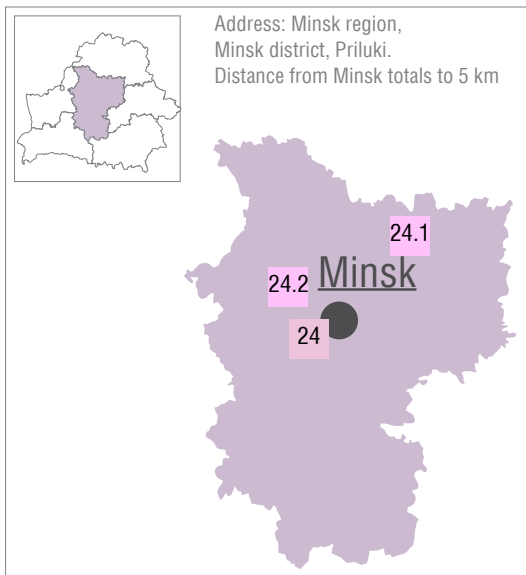 Address: Minsk region,
Minsk district, Priluki.
Distance from Minsk totals to 5 km
24.1
24.2
Minsk
24